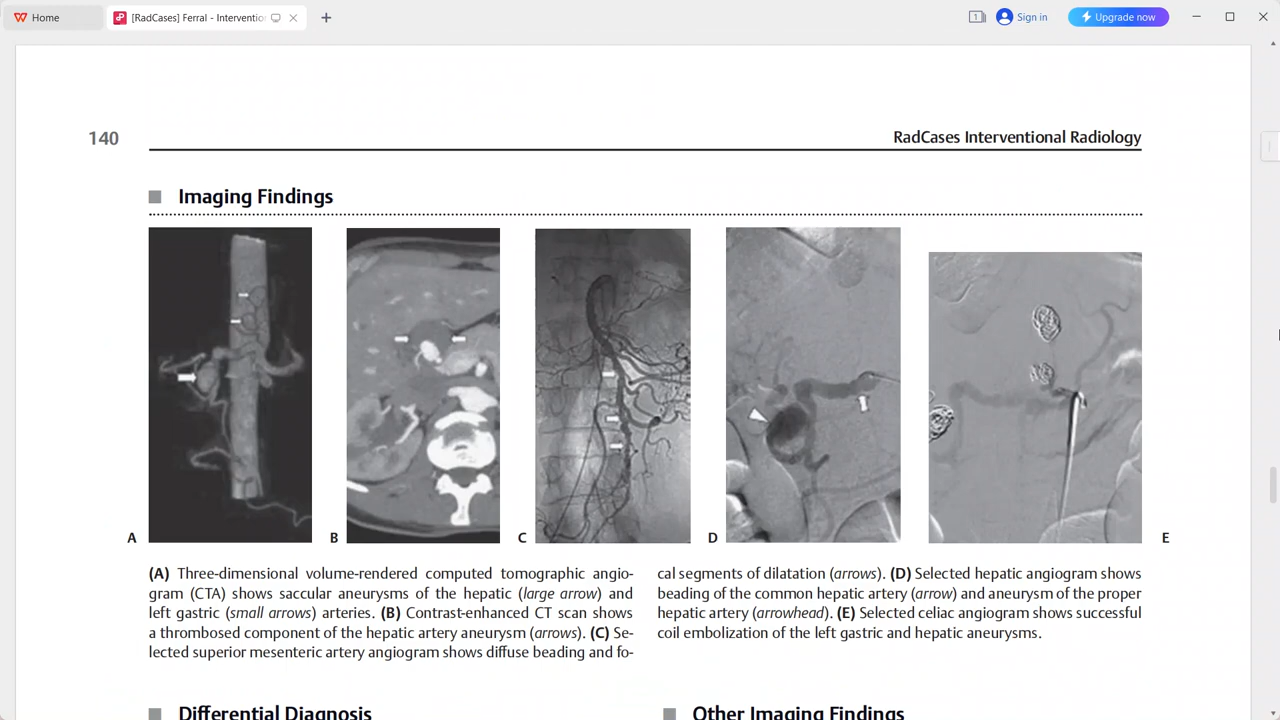 Home
[RadCases] Ferral - Interventio
1
Sign in
Upgrade now
140
RadCases Interventional Radiology
Imaging Findings
A
B
C
D
E
(A) Three-dimensional volume-rendered computed tomographic angio-
gram (CTA) shows saccular aneurysms of the hepatic (large arrow) and
left gastric (small arrows) arteries. (B) Contrast-enhanced CT scan shows
a thrombosed component of the hepatic artery aneurysm (arrows). (C) Se-
lected superior mesenteric artery angiogram shows diffuse beading and fo-
cal segments of dilatation (arrows). (D) Selected hepatic angiogram shows
beading of the common hepatic artery (arrow) and aneurysm of the proper
hepatic artery (arrowhead). (E) Selected celiac angiogram shows successful
coil embolization of the left gastric and hepatic aneurysms.
Differential Diagnosis
Other Imaging Findings